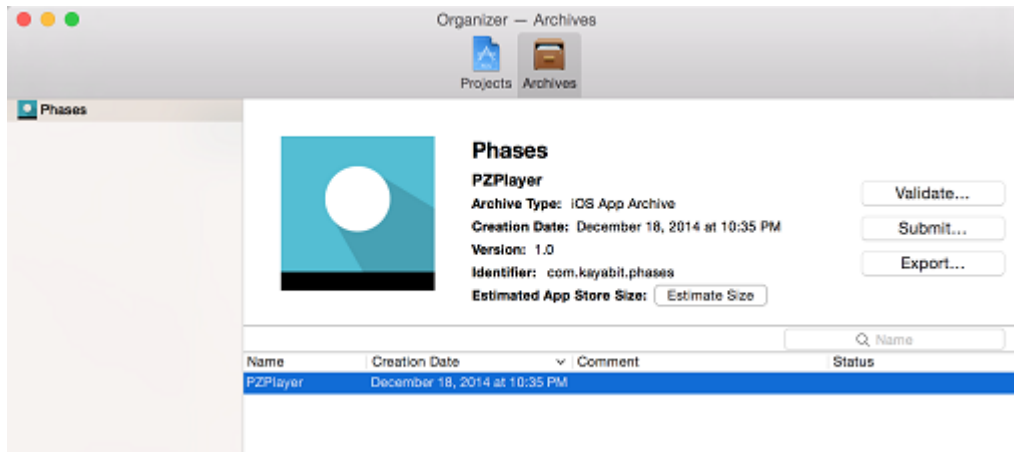 Organizer — Archives
Projects Archives
Phases
Phases
PZPlayer
Archive Type: iOS App Archive
Creation Date: December 18, 2014 at 10:35 PM
Version: 1.0
Identifier: com.kayabit.phases
Estimated App Store Size: Estimate Size
Validate...
Submit...
Export...
Name
Name Creation Date Comment Status
PZPlayer December 18, 2014 at 10:35 PM